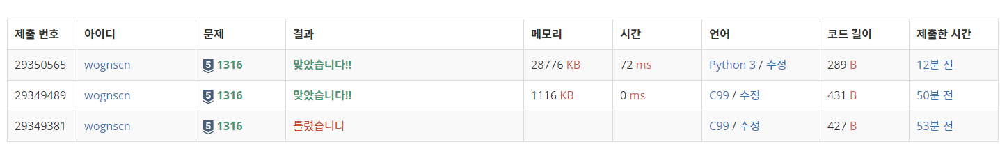 제출 번호 아이디 문제 결과 메모리 시간 언어 코드 길이 제출한 시간
29350565 wognscn 5 1316 맞았습니다!! 28776 KB 72 ms Python 3 / 수정 289 B 12분 전
29349489 wognscn 5 1316 맞았습니다!! 1116 KB 0 ms C99 / 수정 431 B 50분 전
29349381 wognscn 5 1316 틀렸습니다 C99 / 수정 427 B 53분 전